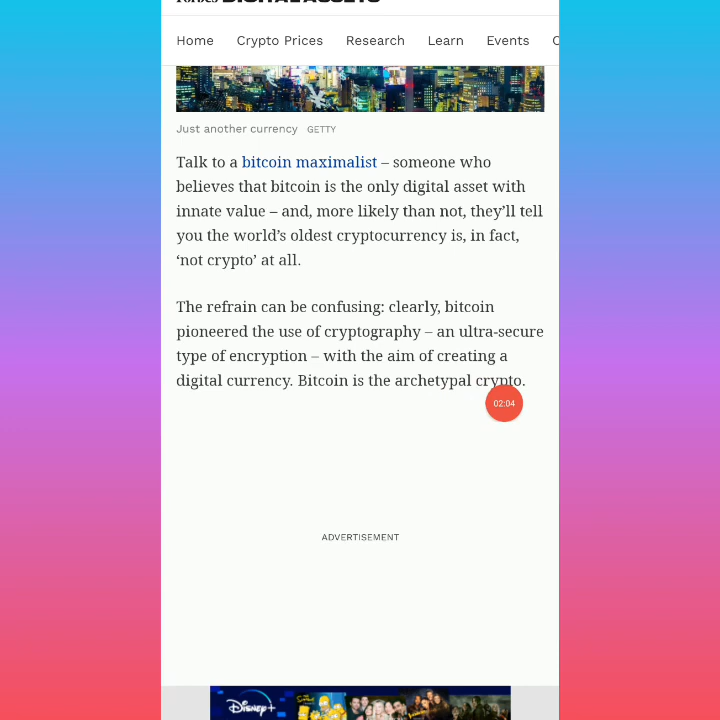 Forbes DIGITAL ASSETS
Home Crypto Prices Research Learn Events
Just another currency GETTY
Talk to a bitcoin maximalist – someone who
believes that bitcoin is the only digital asset with
innate value – and, more likely than not, they’ll tell
you the world’s oldest cryptocurrency is, in fact,
‘not crypto’ at all.
The refrain can be confusing: clearly, bitcoin
pioneered the use of cryptography – an ultra-secure
type of encryption – with the aim of creating a
digital currency. Bitcoin is the archetypal crypto.
02:04
ADVERTISEMENT
Disney+